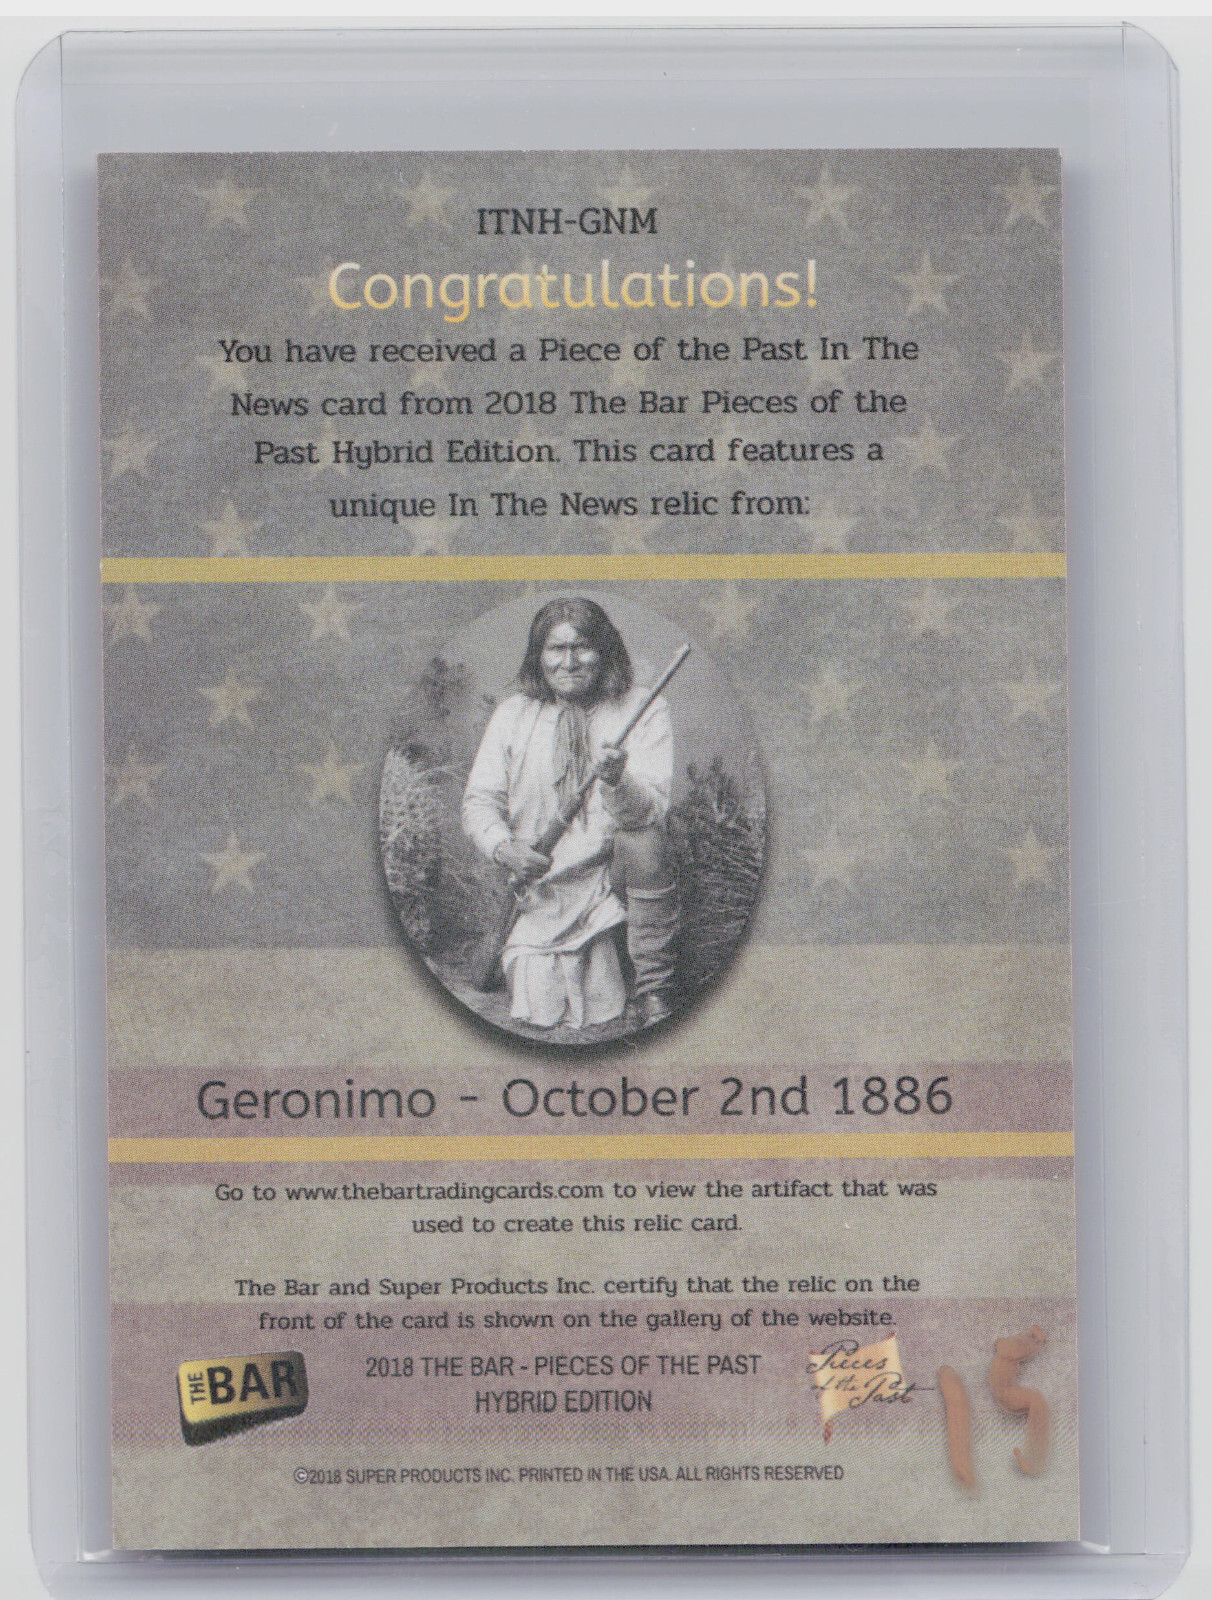 ITNH-GNM
Congratulations!
You have received a Piece of the Past In The
News card from 2018 The Bar Pieces of the
Past Hybrid Edition. This card features a
unique In The News relic from:
Geronimo - October 2nd 1886
Go to www.thebartradingcards.com to view the artifact that was
used to create this relic card.
The Bar and Super Products Inc. certify that the relic on the
front of the card is shown on the gallery of the website.
THE BAR
2018 THE BAR - PIECES OF THE PAST
HYBRID EDITION
Pieces
of the Past
15
©2018 SUPER PRODUCTS INC. PRINTED IN THE USA. ALL RIGHTS RESERVED